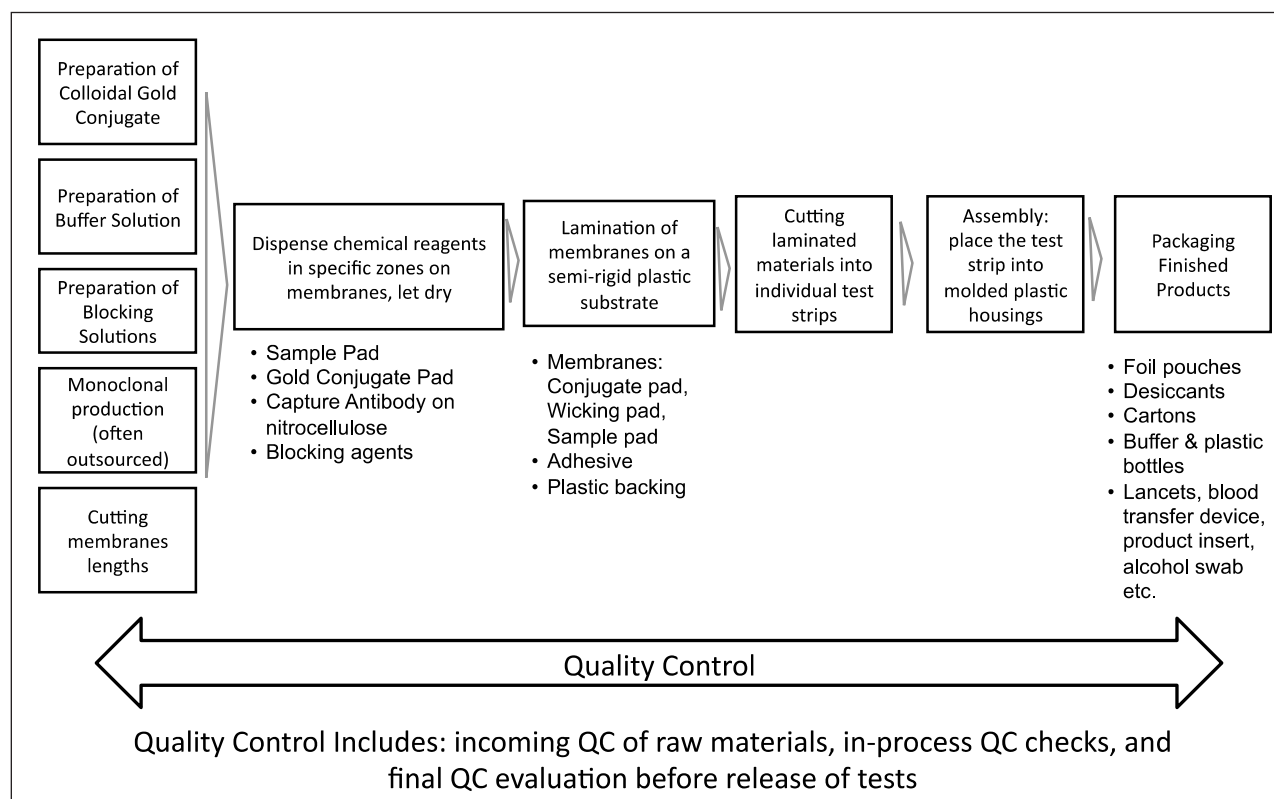 Preparation of
Colloidal Gold
Conjugate
Preparation of
Buffer Solution
Preparation of
Blocking
Solutions
Monoclonal
production
(often
outsourced)
Cutting
membranes
lengths
Dispense chemical reagents
in specific zones on
membranes, let dry
• Sample Pad
• Gold Conjugate Pad
• Capture Antibody on
nitrocellulose
• Blocking agents
Lamination of
membranes on a
semi-rigid plastic
substrate
• Membranes:
Conjugate pad,
Wicking pad,
Sample pad
• Adhesive
• Plastic backing
Cutting
laminated
materials into
individual test
strips
Assembly:
place the test
strip into
molded plastic
housings
Packaging
Finished
Products
• Foil pouches
• Desiccants
• Cartons
• Buffer & plastic
bottles
• Lancets, blood
transfer device,
product insert,
alcohol swab
etc.
Quality Control
Quality Control Includes: incoming QC of raw materials, in-process QC checks, and
final QC evaluation before release of tests